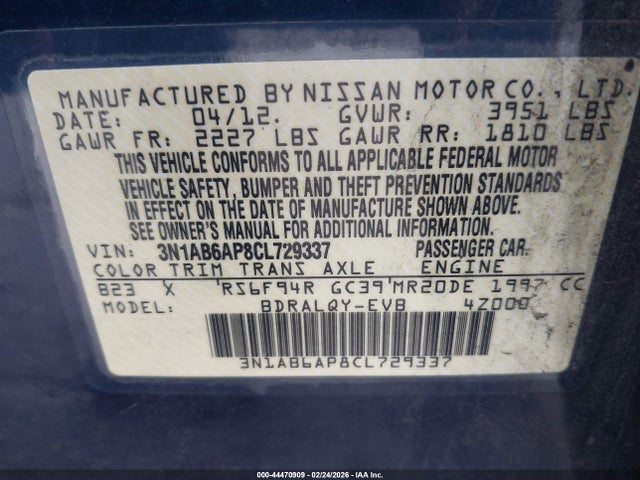 MANUFACTURED BY NISSAN MOTOR CO., LTD.
DATE: 04/12. GVWR: 3951 LBS
GAWR FR: 2227 LBS GAWR RR: 1810 LBS
THIS VEHICLE CONFORMS TO ALL APPLICABLE FEDERAL MOTOR
VEHICLE SAFETY, BUMPER AND THEFT PREVENTION STANDARDS
IN EFFECT ON THE DATE OF MANUFACTURE SHOWN ABOVE.
SEE OWNER'S MANUAL FOR ADDITIONAL INFORMATION.
VIN: 3N1AB6AP8CL729337 PASSENGER CAR
COLOR TRIM TRANS AXLE ENGINE
B23 X RS6F94R GC39 MR20DE 1997 CC
MODEL: BDRALQY-EVB 4Z000
3N1AB6AP8CL729337
000-44470909 - 02/24/2026 - IAA Inc.